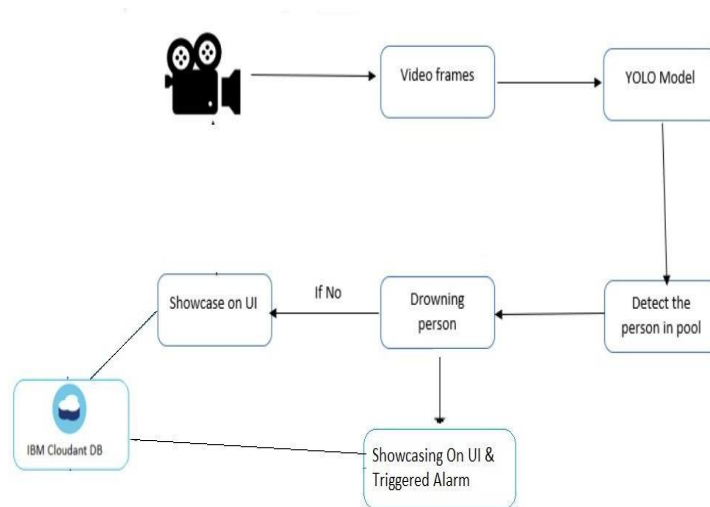 Video frames
YOLO Model
Showcase on UI
If No
Drowning
person
Detect the
person in pool
IBM Cloudant DB
Showcasing On UI &
Triggered Alarm